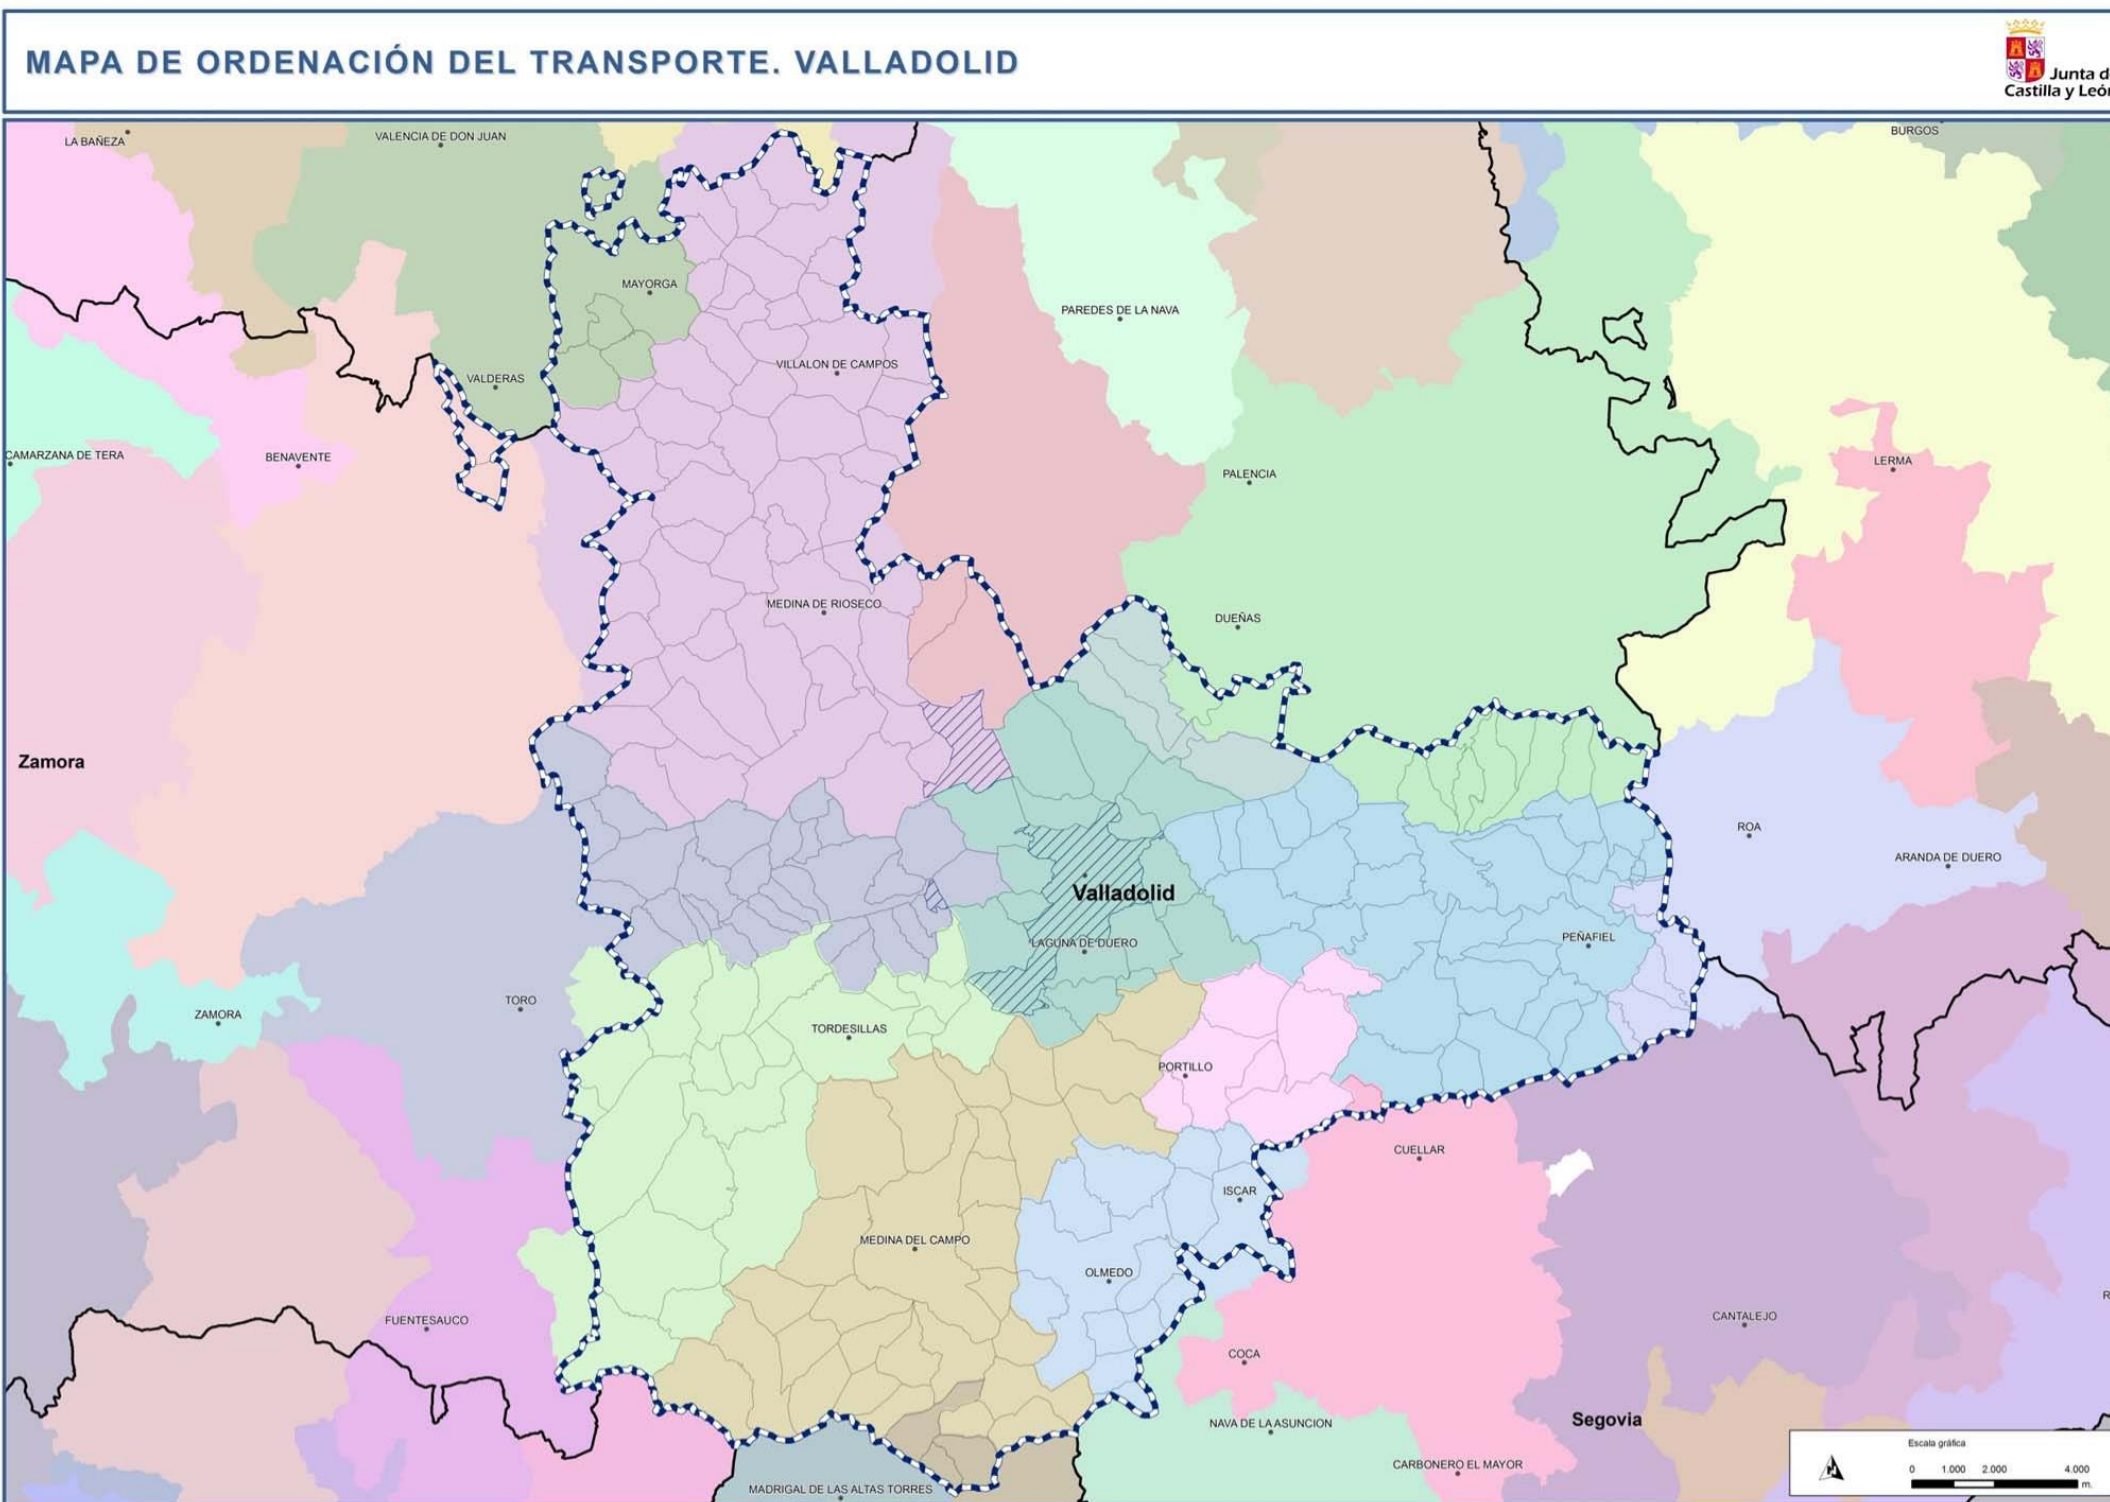 MAPA DE ORDENACIÓN DEL TRANSPORTE. VALLADOLID
Junta d
Castilla y León
LA BAÑEZA
VALENCIA DE DON JUAN
BURGOS
MAYORGA
PAREDES DE LA NAVA
VILLALON DE CAMPOS
VALDERAS
CAMARZANA DE TERA
BENAVENTE
LERMA
PALENCIA
MEDINA DE RIOSECO
DUEÑAS
Zamora
ROA
ARANDA DE DUERO
Valladolid
PEÑAFIEL
LAGUNA DE DUERO
TORO
ZAMORA
TORDESILLAS
PORTILLO
CUELLAR
ISCAR
MEDINA DEL CAMPO
OLMEDO
R
CANTALEJO
FUENTESAUCO
COCA
NAVA DE LA ASUNCION
Segovia
CARBONERO EL MAYOR
MADRIGAL DE LAS ALTAS TORRES
Escala gráfica
0 1.000 2.000 4.000
m.
N